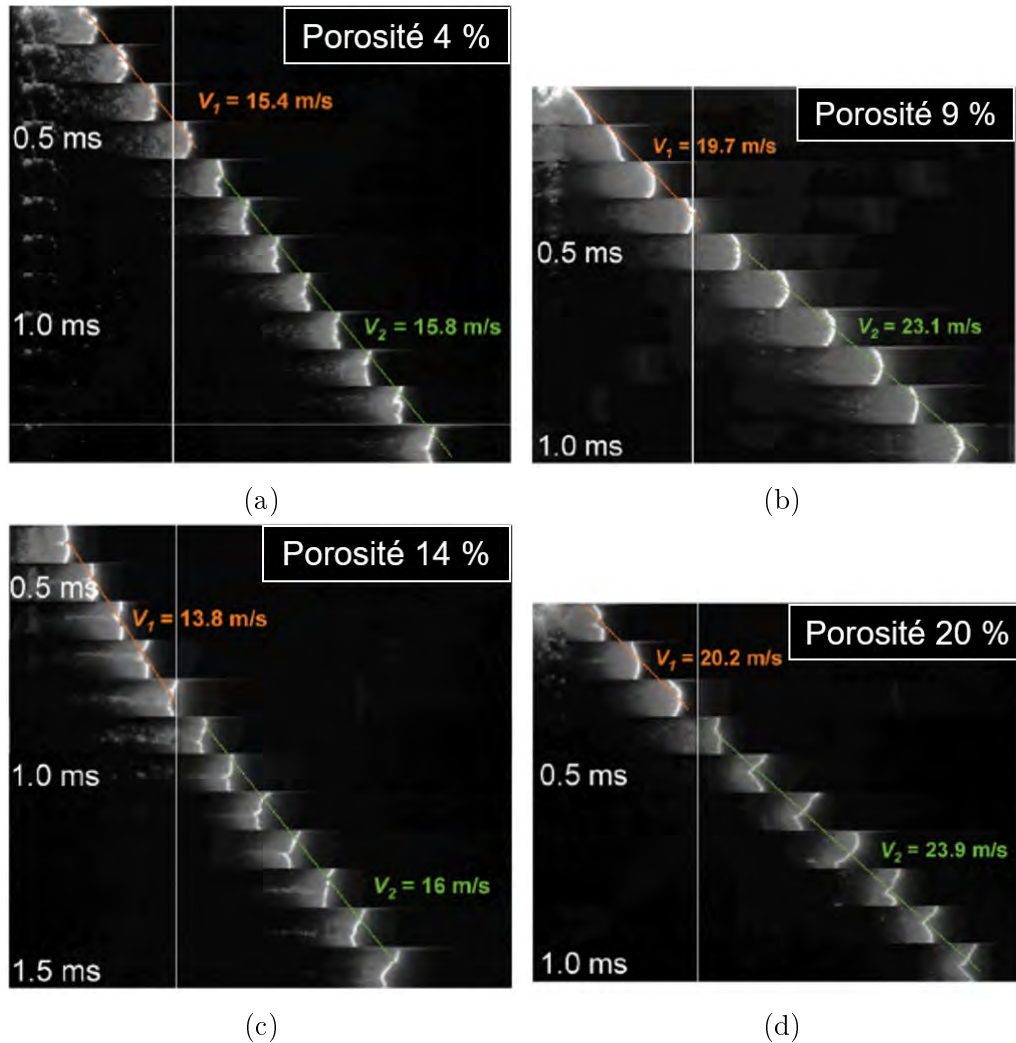 Porosité 4 %
V₁ = 15.4 m/s
0.5 ms
1.0 ms
V₂ = 15.8 m/s
(a)
Porosité 9 %
V₁ = 19.7 m/s
0.5 ms
V₂ = 23.1 m/s
1.0 ms
(b)
Porosité 14 %
0.5 ms
V₁ = 13.8 m/s
1.0 ms
V₂ = 16 m/s
1.5 ms
(c)
Porosité 20 %
V₁ = 20.2 m/s
0.5 ms
V₂ = 23.9 m/s
1.0 ms
(d)